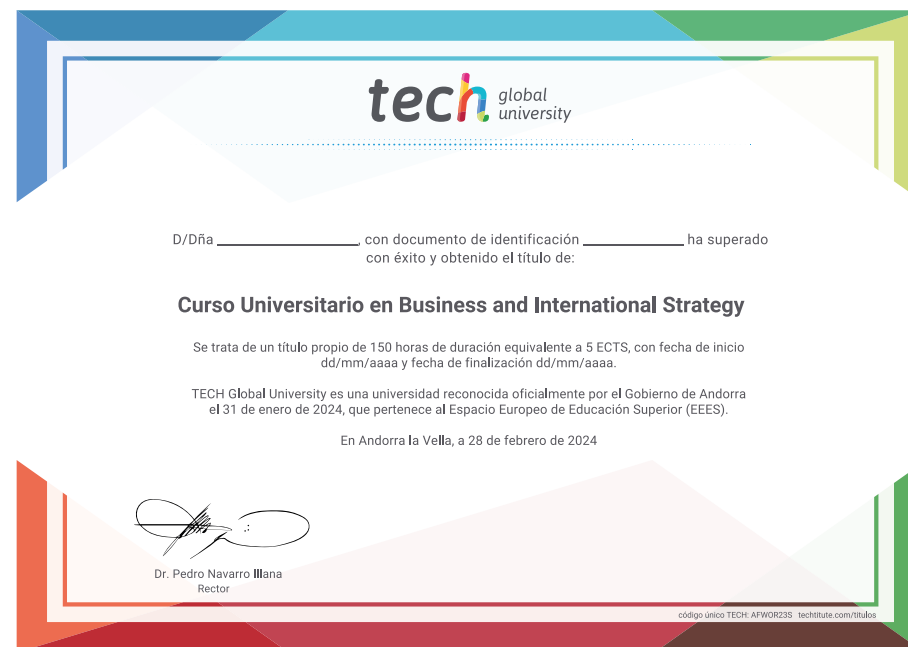 tech global university
D/Dña ____________________, con documento de identificación ______________ ha superado
con éxito y obtenido el título de:
Curso Universitario en Business and International Strategy
Se trata de un título propio de 150 horas de duración equivalente a 5 ECTS, con fecha de inicio
dd/mm/aaaa y fecha de finalización dd/mm/aaaa.
TECH Global University es una universidad reconocida oficialmente por el Gobierno de Andorra
el 31 de enero de 2024, que pertenece al Espacio Europeo de Educación Superior (EEES).
En Andorra la Vella, a 28 de febrero de 2024
Dr. Pedro Navarro Illana
Rector
código único TECH: AFWOR23S techtitute.com/titulos